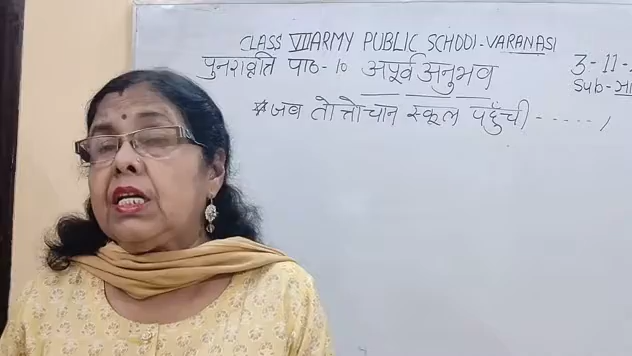 CLASS VII ARMY PUBLIC SCHOOL-VARANASI
पुनरावृति पाठ-10 अपूर्व अनुभव
3-11-
Sub-
*जब तोत्तोचान स्कूल पहुँची -----/